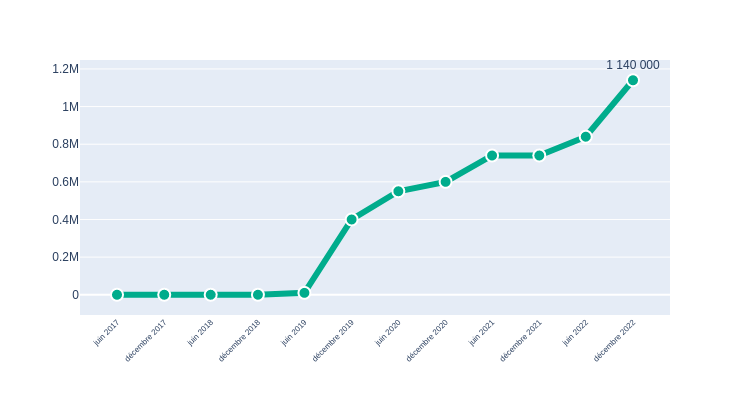 1 140 000
1.2M
1M
0.8M
0.6M
0.4M
0.2M
0
juin 2017
décembre 2017
juin 2018
décembre 2018
juin 2019
décembre 2019
juin 2020
décembre 2020
juin 2021
décembre 2021
juin 2022
décembre 2022